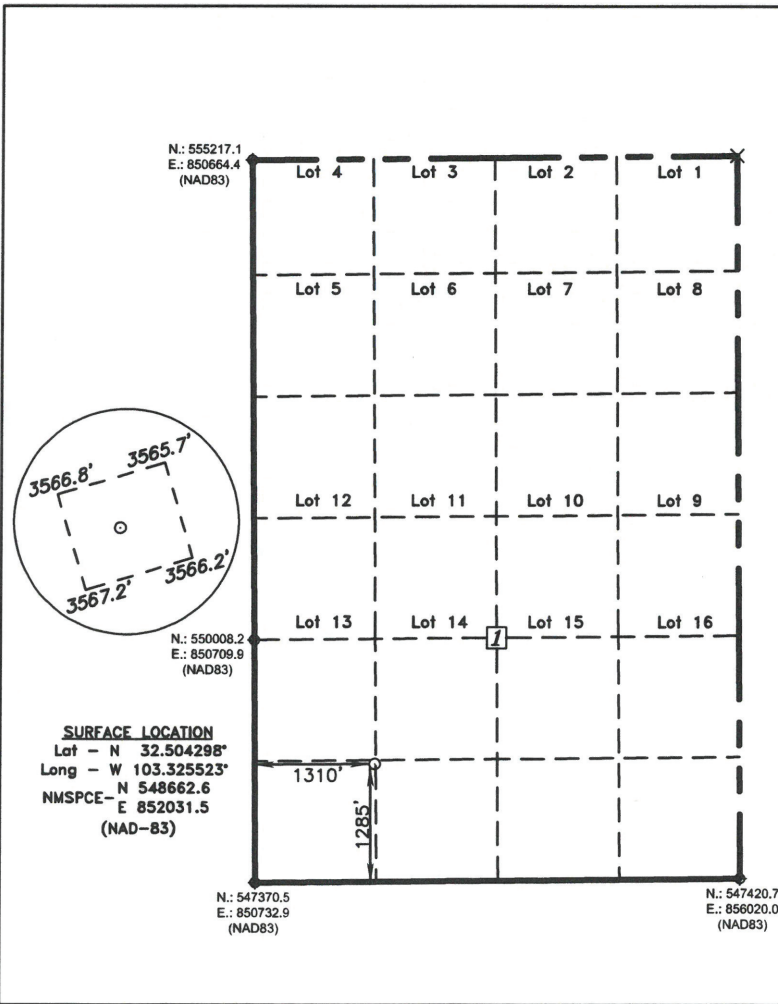 N.: 555217.1
E.: 850664.4
(NAD83)
Lot 4 Lot 3 Lot 2 Lot 1
Lot 5 Lot 6 Lot 7 Lot 8
3566.8' 3565.7'
Lot 12 Lot 11 Lot 10 Lot 9
3567.2' 3566.2'
Lot 13 Lot 14 Lot 15 Lot 16
1
N.: 550008.2
E.: 850709.9
(NAD83)
SURFACE LOCATION
Lat - N 32.504298°
Long - W 103.325523°
NMSPCE- N 548662.6
E 852031.5
(NAD-83)
1310'
1285'
N.: 547370.5
E.: 850732.9
(NAD83)
N.: 547420.7
E.: 856020.0
(NAD83)